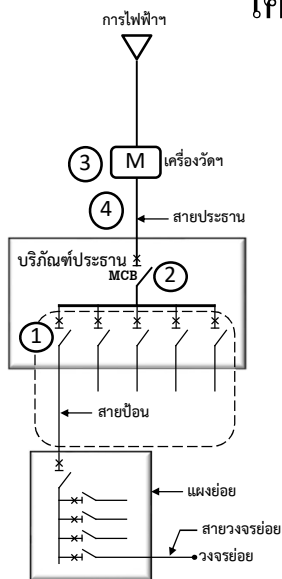 การไฟฟ้าฯ
3
M
เครื่องวัดฯ
4
สายประธาน
บริภัณฑ์ประธาน
MCB
2
1
สายป้อน
แผงย่อย
สายวงจรย่อย
วงจรย่อย